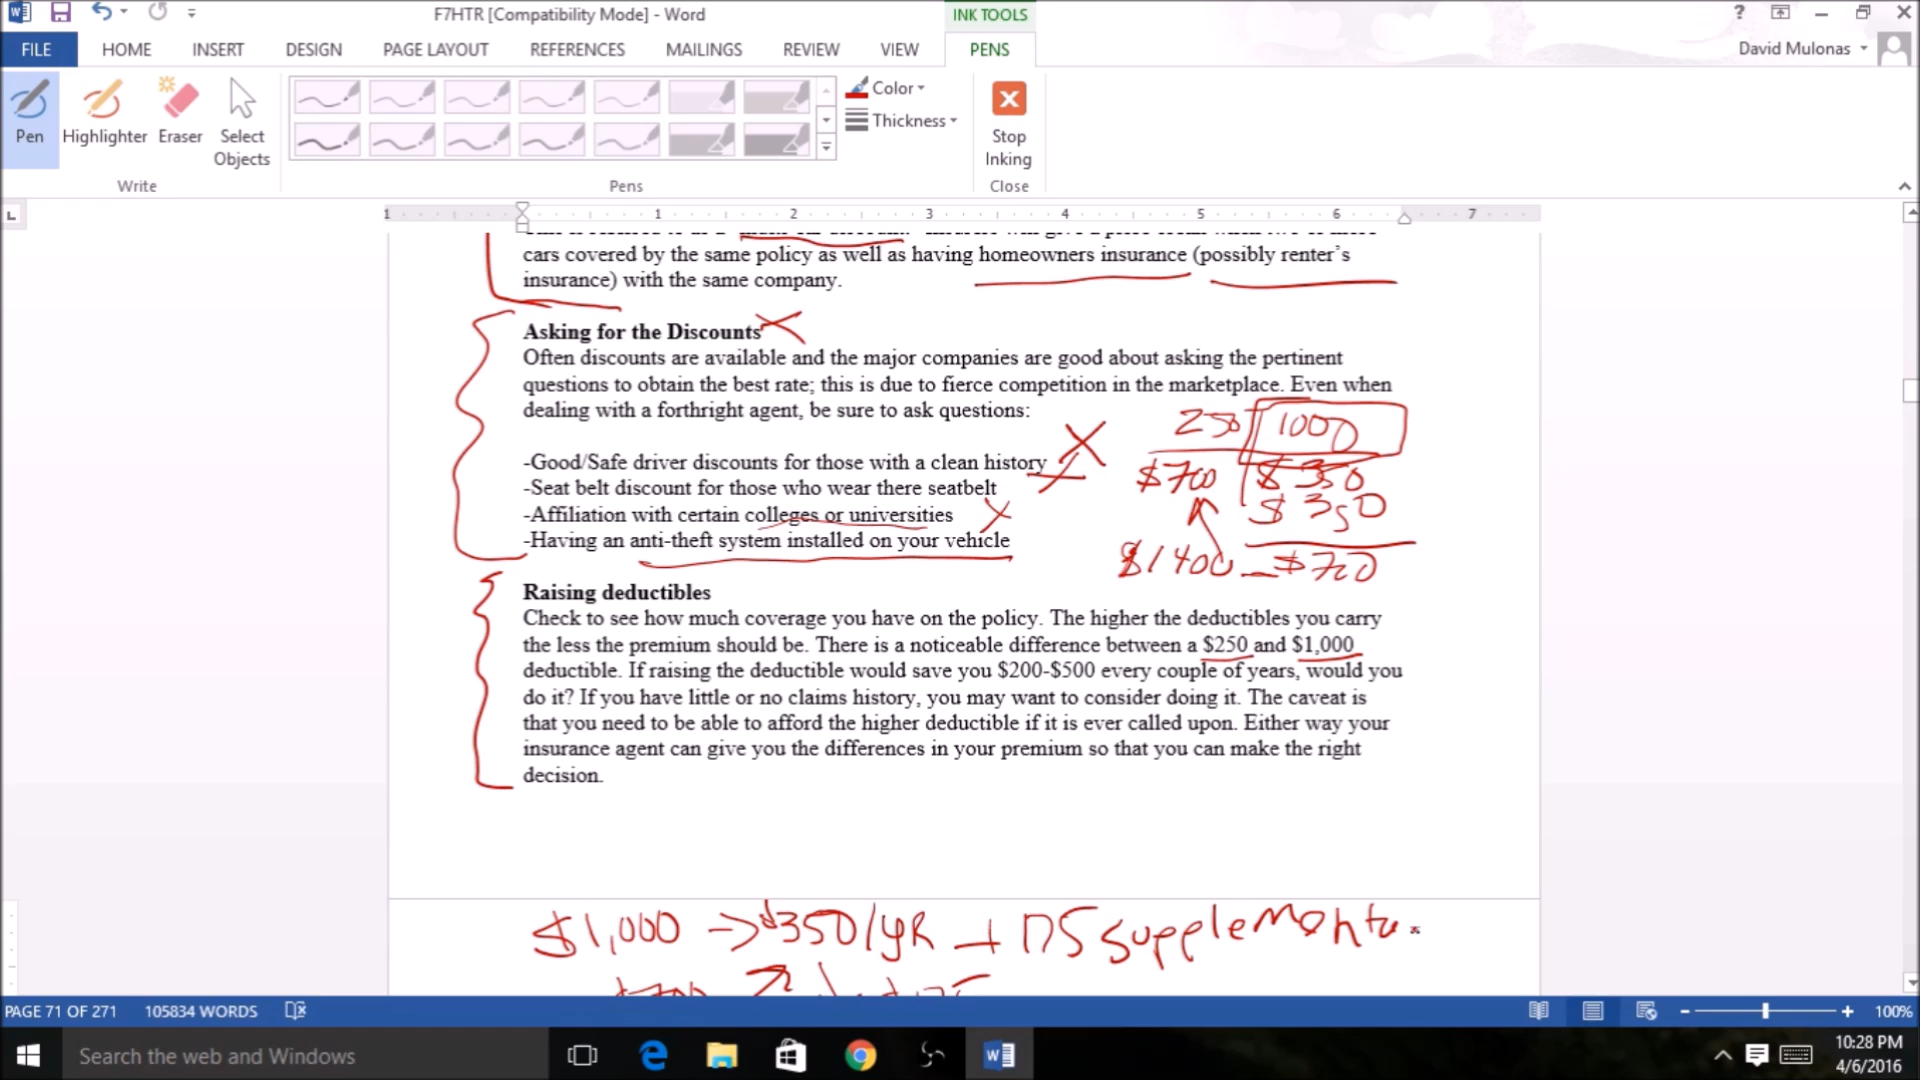 F7HTR [Compatibility Mode] - Word
INK TOOLS
?
FILE
HOME
INSERT
DESIGN
PAGE LAYOUT
REFERENCES
MAILINGS
REVIEW
VIEW
PENS
David Mulonas
Pen
Highlighter
Eraser
Select
Objects
Color
Thickness
Stop
Inking
Write
Pens
Close
L
1 1 2 3 4 5 6 7
cars covered by the same policy as well as having homeowners insurance (possibly renter's
insurance) with the same company.
Asking for the Discounts
Often discounts are available and the major companies are good about asking the pertinent
questions to obtain the best rate; this is due to fierce competition in the marketplace. Even when
dealing with a forthright agent, be sure to ask questions:
250 1000
-Good/Safe driver discounts for those with a clean history
$700 $350
-Seat belt discount for those who wear there seatbelt
$350
-Affiliation with certain colleges or universities
-Having an anti-theft system installed on your vehicle
$1400 - $700
Raising deductibles
Check to see how much coverage you have on the policy. The higher the deductibles you carry
the less the premium should be. There is a noticeable difference between a $250 and $1,000
deductible. If raising the deductible would save you $200-$500 every couple of years, would you
do it? If you have little or no claims history, you may want to consider doing it. The caveat is
that you need to be able to afford the higher deductible if it is ever called upon. Either way your
insurance agent can give you the differences in your premium so that you can make the right
decision.
$1,000 → $350/yR
PAGE 71 OF 271
105834 WORDS
100%
Search the web and Windows
10:28 PM
4/6/2016